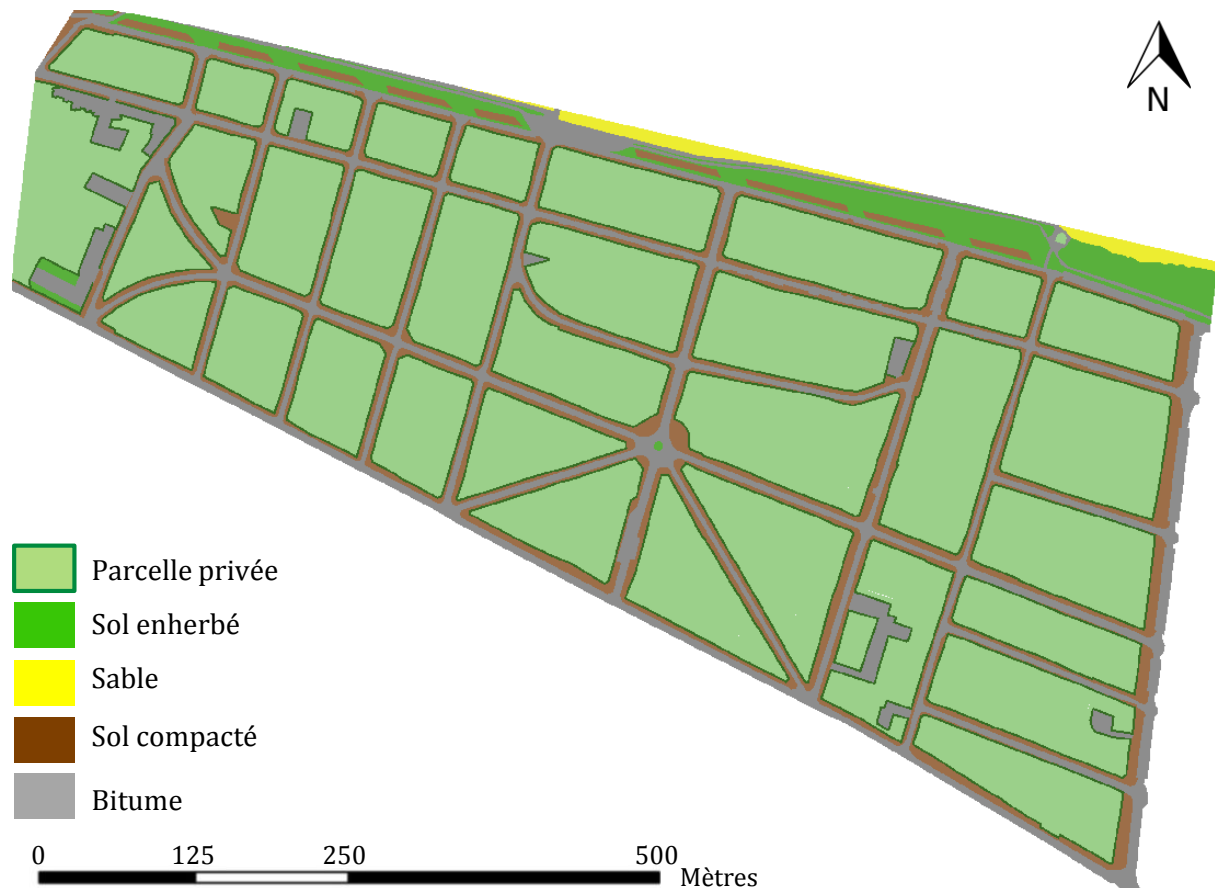 N
Parcelle privée
Sol enherbé
Sable
Sol compacté
Bitume
0 125 250 500
Mètres